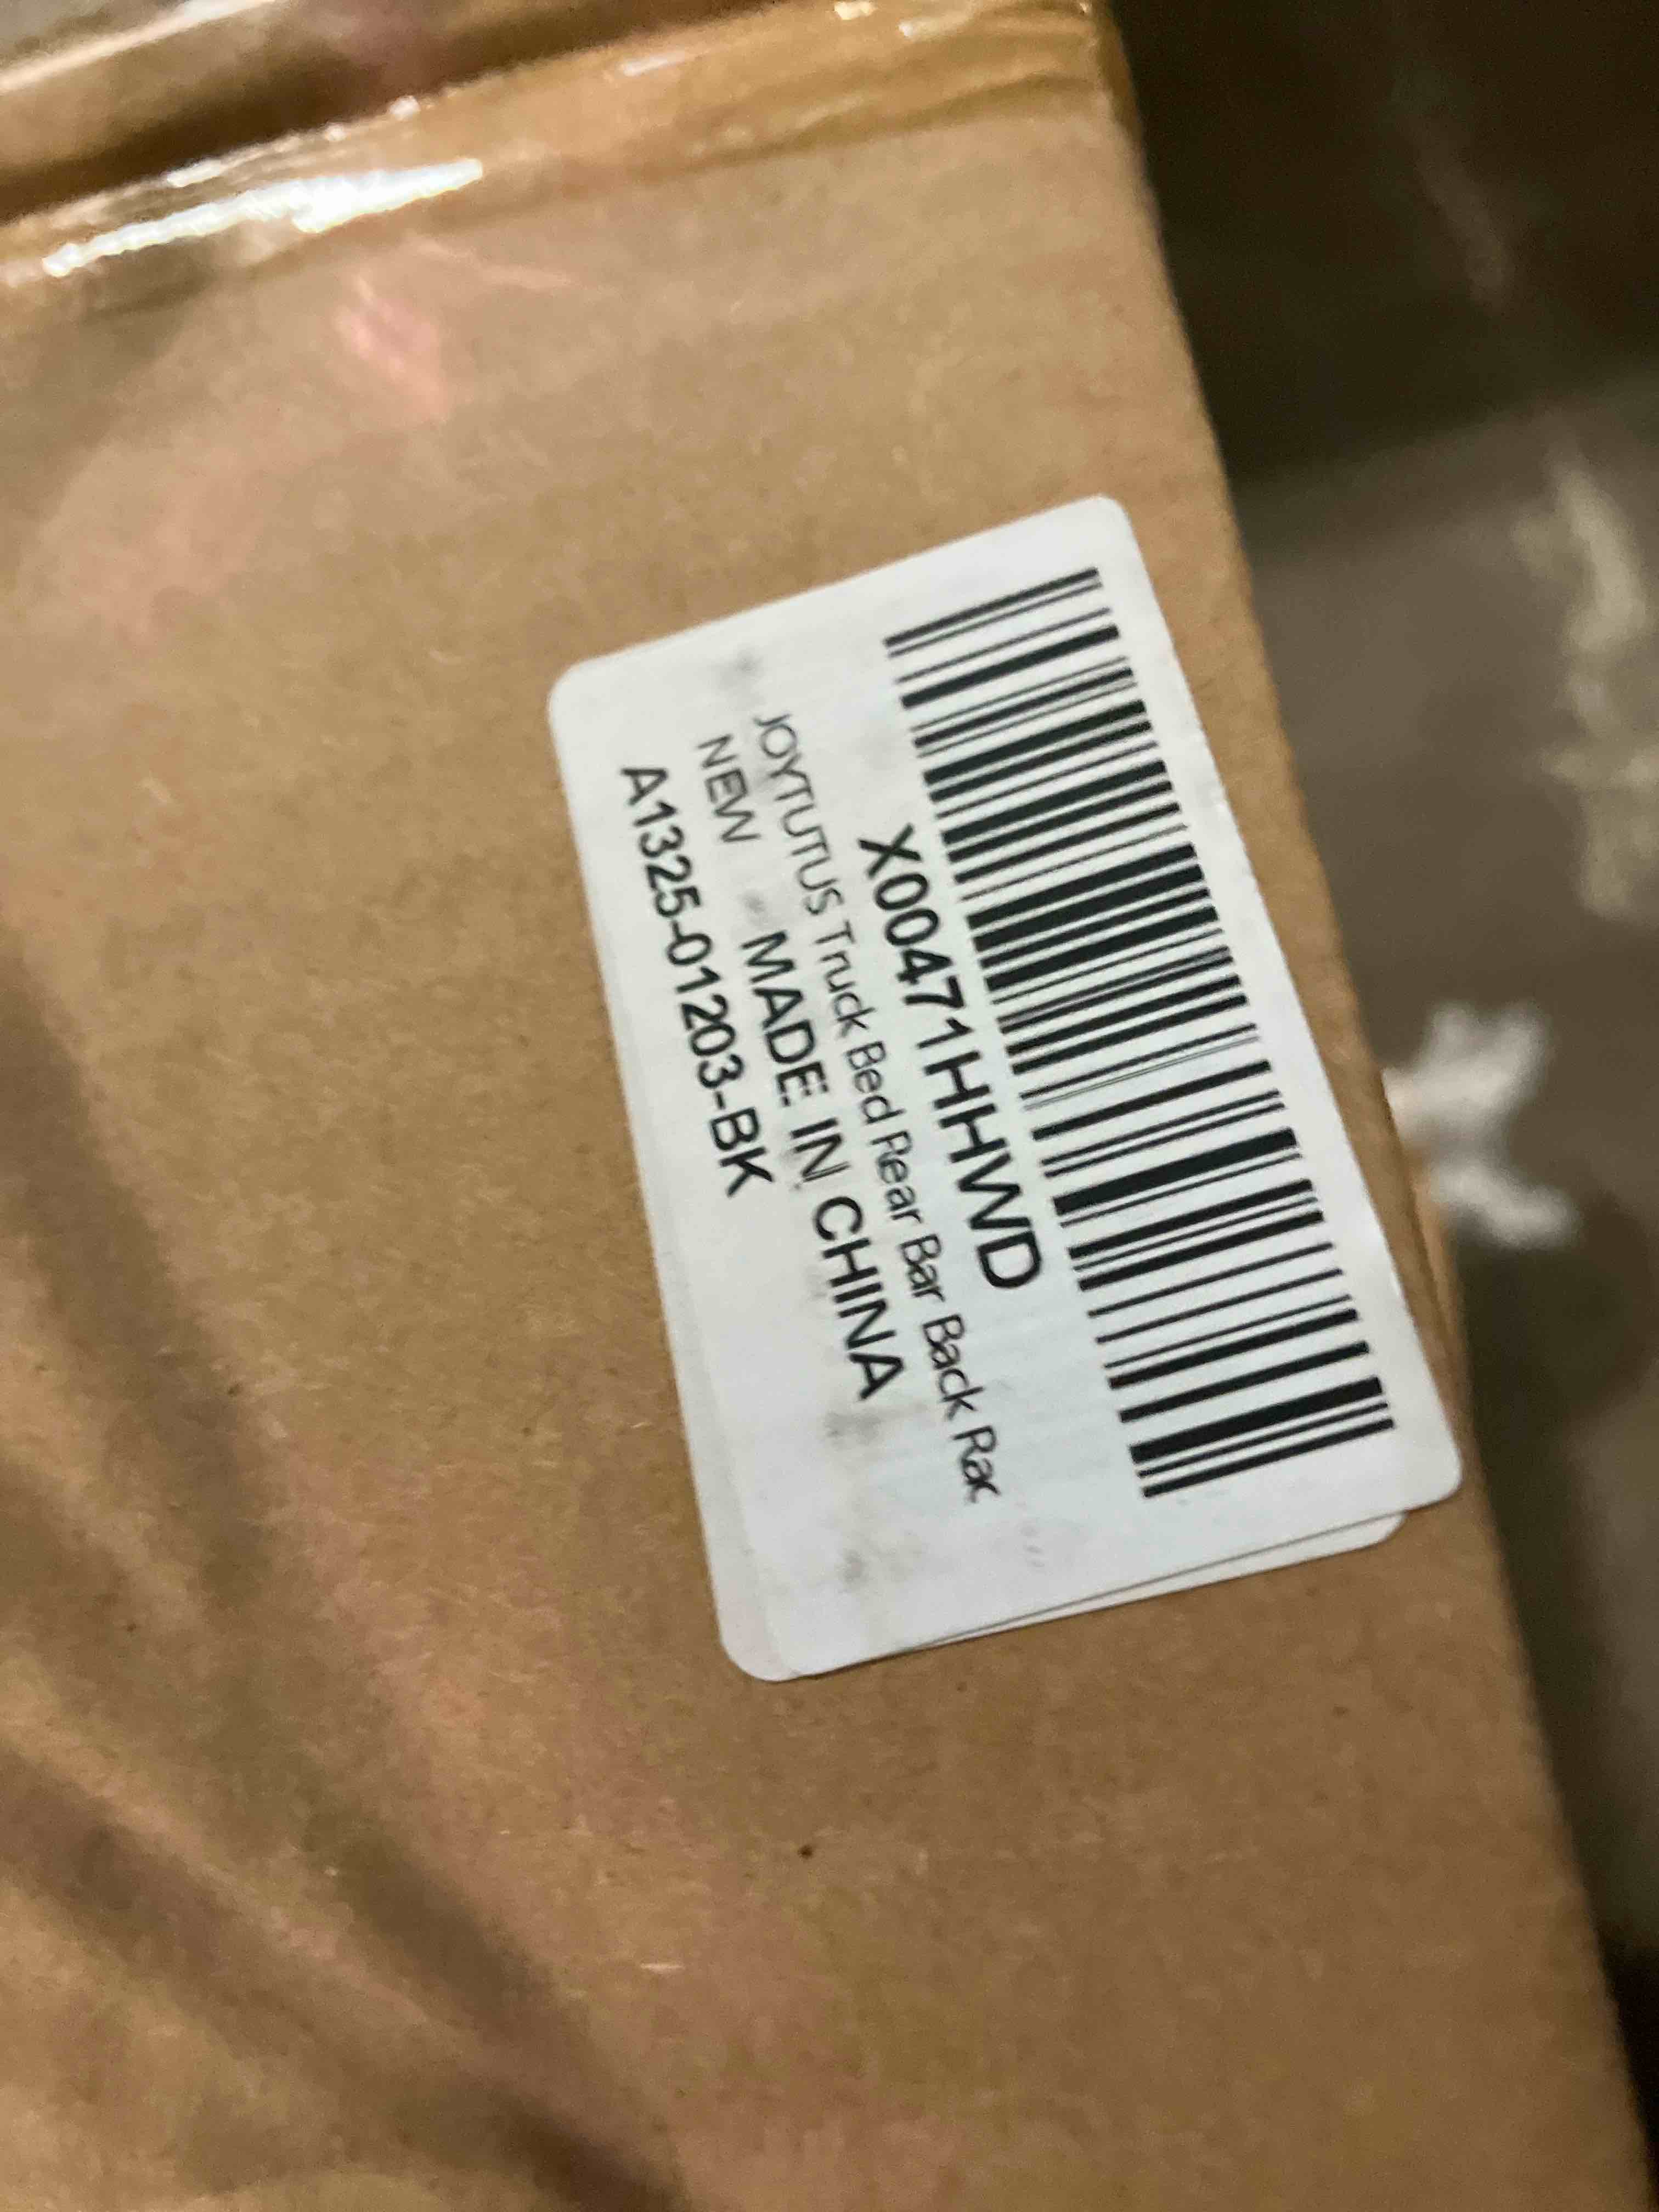 X00471HHWD
JOYTUTUS Truck Bed Rear Bar Back Rac
NEW MADE IN CHINA
A1325-01203-BK